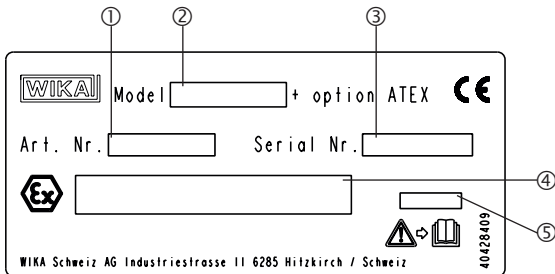 ① ② ③
WIKA Model + option ATEX CE
Art. Nr. Serial Nr.
Ex ④
⑤
WIKA Schweiz AG Industriestrasse 11 6285 Hitzkirch / Schweiz
40428409